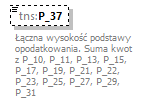 tns:P_37
Łączna wysokość podstawy
opodatkowania. Suma kwot
z P_10, P_11, P_13, P_15,
P_17, P_19, P_21, P_22,
P_23, P_25, P_27, P_29,
P_31